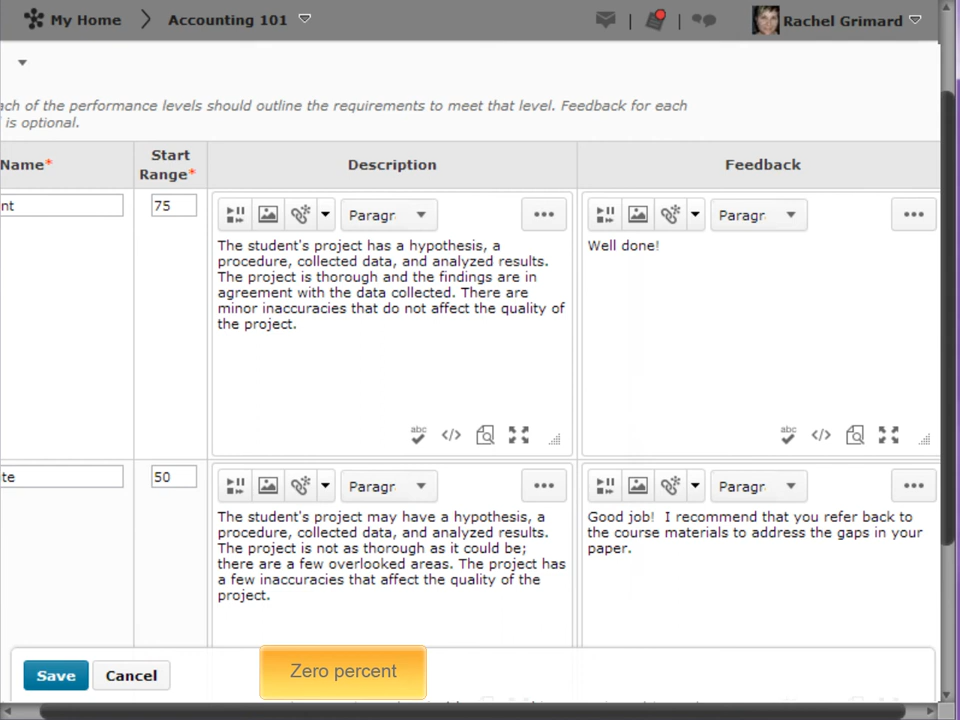 My Home
Accounting 101
Rachel Grimard
ach of the performance levels should outline the requirements to meet that level. Feedback for each
is optional.
Name*
Start
Range*
Description
Feedback
nt
75
Paragr
The student's project has a hypothesis, a
procedure, collected data, and analyzed results.
The project is thorough and the findings are in
agreement with the data collected. There are
minor inaccuracies that do not affect the quality of
the project.
abc
Paragr
Well done!
abc
te
50
Paragr
The student's project may have a hypothesis, a
procedure, collected data, and analyzed results.
The project is not as thorough as it could be;
there are a few overlooked areas. The project has
a few inaccuracies that affect the quality of the
project.
Paragr
Good job!  I recommend that you refer back to
the course materials to address the gaps in your
paper.
Save
Cancel
Zero percent